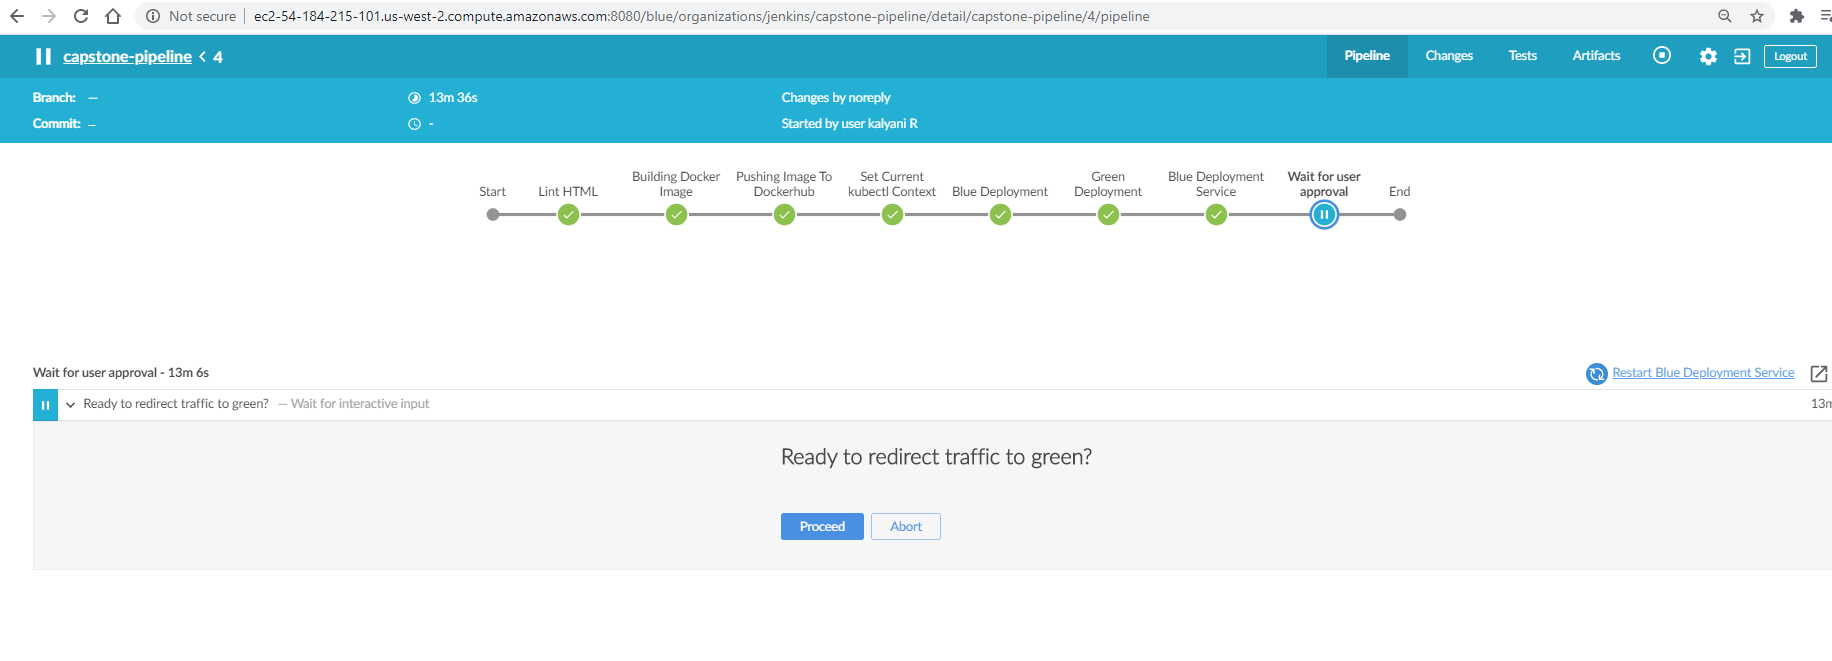 Not secure ec2-54-184-215-101.us-west-2.compute.amazonaws.com:8080/blue/organizations/jenkins/capstone-pipeline/detail/capstone-pipeline/4/pipeline
capstone-pipeline < 4 Pipeline Changes Tests Artifacts Logout
Branch: — 13m 36s Changes by noreply
Commit: — - Started by user kalyani R
Start
Lint HTML
Building Docker
Image
Pushing Image To
Dockerhub
Set Current
kubectl Context
Blue Deployment
Green
Deployment
Blue Deployment
Service
Wait for user
approval
End
Wait for user approval - 13m 6s Restart Blue Deployment Service
Ready to redirect traffic to green? — Wait for interactive input 13m
Ready to redirect traffic to green?
Proceed Abort